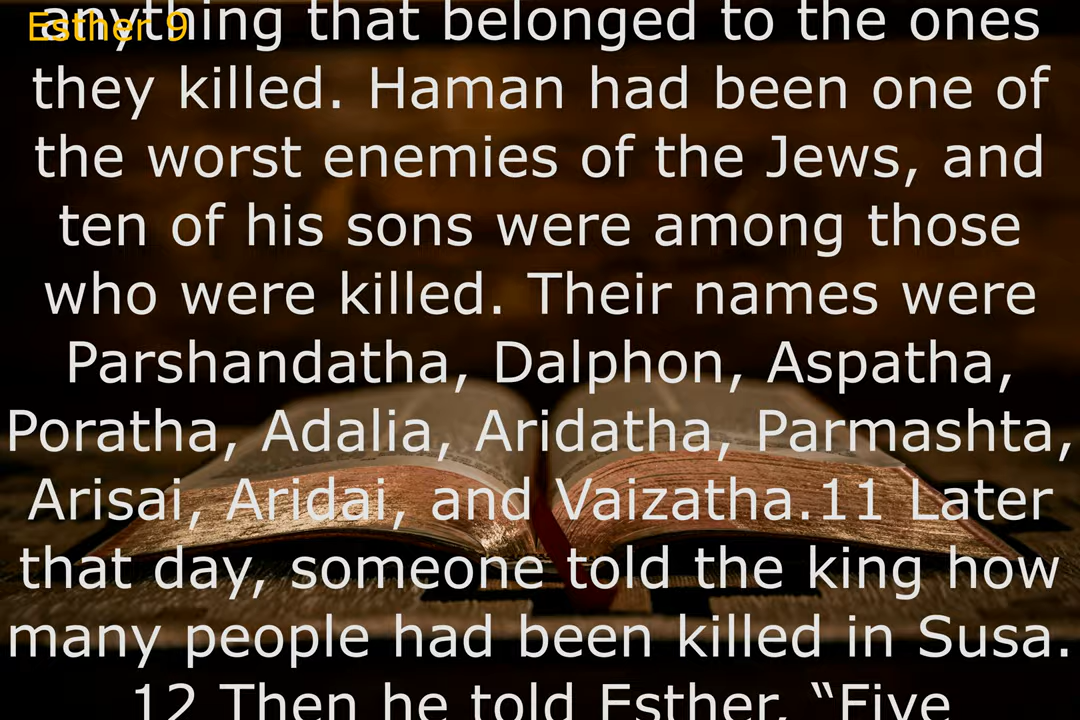 Esther 9
anything that belonged to the ones
they killed. Haman had been one of
the worst enemies of the Jews, and
ten of his sons were among those
who were killed. Their names were
Parshandatha, Dalphon, Aspatha,
Poratha, Adalia, Aridatha, Parmashta,
Arisai, Aridai, and Vaizatha.11 Later
that day, someone told the king how
many people had been killed in Susa.
12 Then he told Esther, “Five